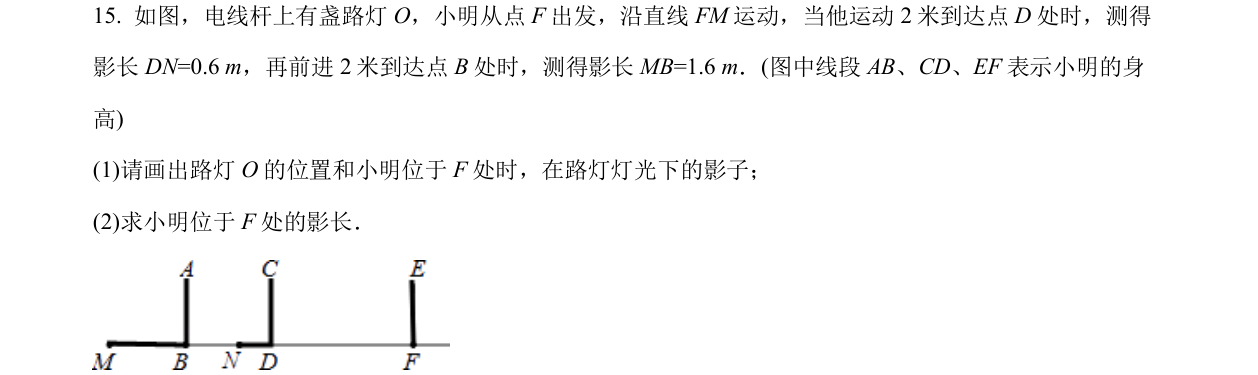 15. 如图，电线杆上有盏路灯 O，小明从点 F 出发，沿直线 FM 运动，当他运动 2 米到达点 D 处时，测得
影长 DN=0.6 m，再前进 2 米到达点 B 处时，测得影长 MB=1.6 m．(图中线段 AB、CD、EF 表示小明的身
高)
(1)请画出路灯 O 的位置和小明位于 F 处时，在路灯灯光下的影子；
(2)求小明位于 F 处的影长．
A C E
M B N D F